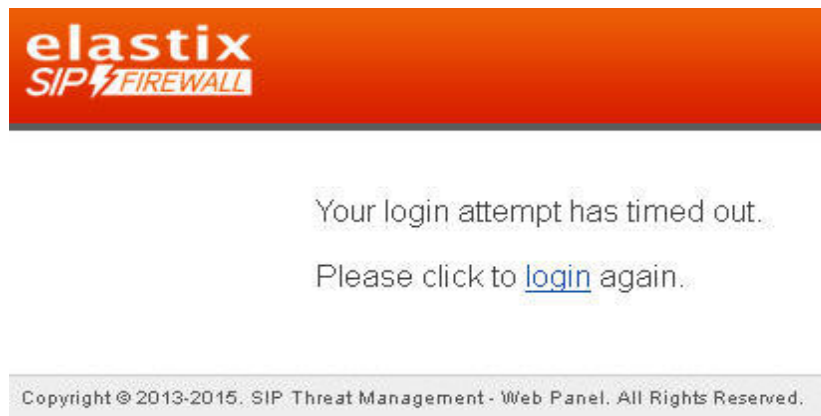 elastix
SIP FIREWALL
Your login attempt has timed out.
Please click to login again.
Copyright © 2013-2015. SIP Threat Management - Web Panel. All Rights Reserved.